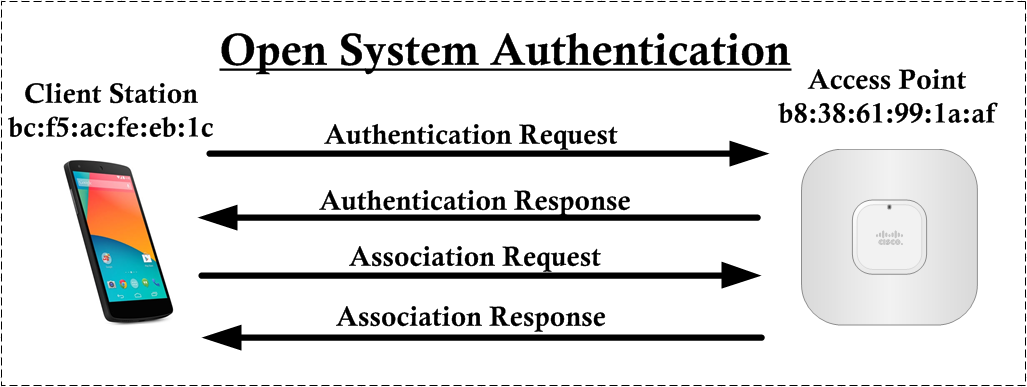 Open System Authentication
Client Station
bc:f5:ac:fe:eb:1c
Access Point
b8:38:61:99:1a:af
Authentication Request
Authentication Response
Association Request
Association Response
cisco.